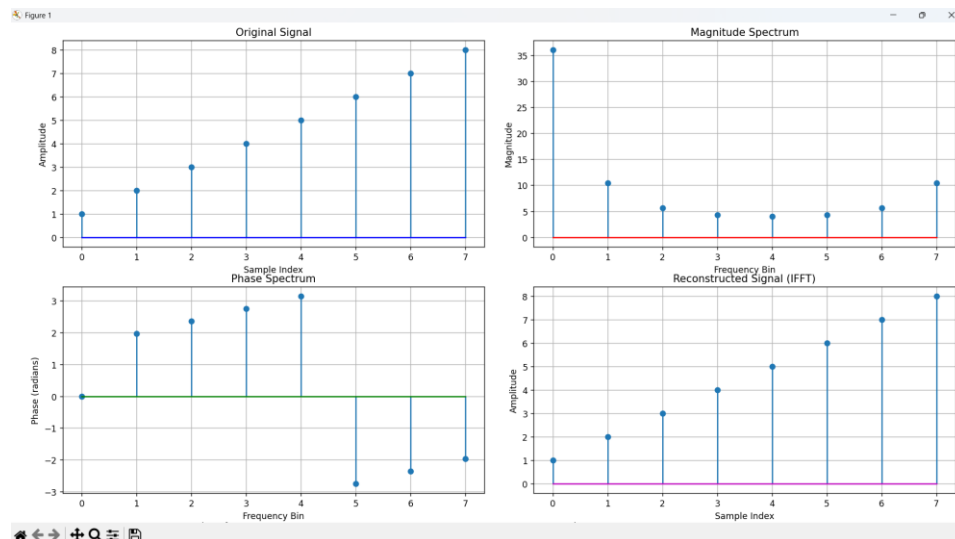 Figure 1
Original Signal
Amplitude
8
7
6
5
4
3
2
1
0
0 1 2 3 4 5 6 7
Sample Index
Magnitude Spectrum
Magnitude
35
30
25
20
15
10
5
0
0 1 2 3 4 5 6 7
Frequency Bin
Phase Spectrum
Phase (radians)
3
2
1
0
−1
−2
−3
0 1 2 3 4 5 6 7
Frequency Bin
Reconstructed Signal (IFFT)
Amplitude
8
7
6
5
4
3
2
1
0
0 1 2 3 4 5 6 7
Sample Index